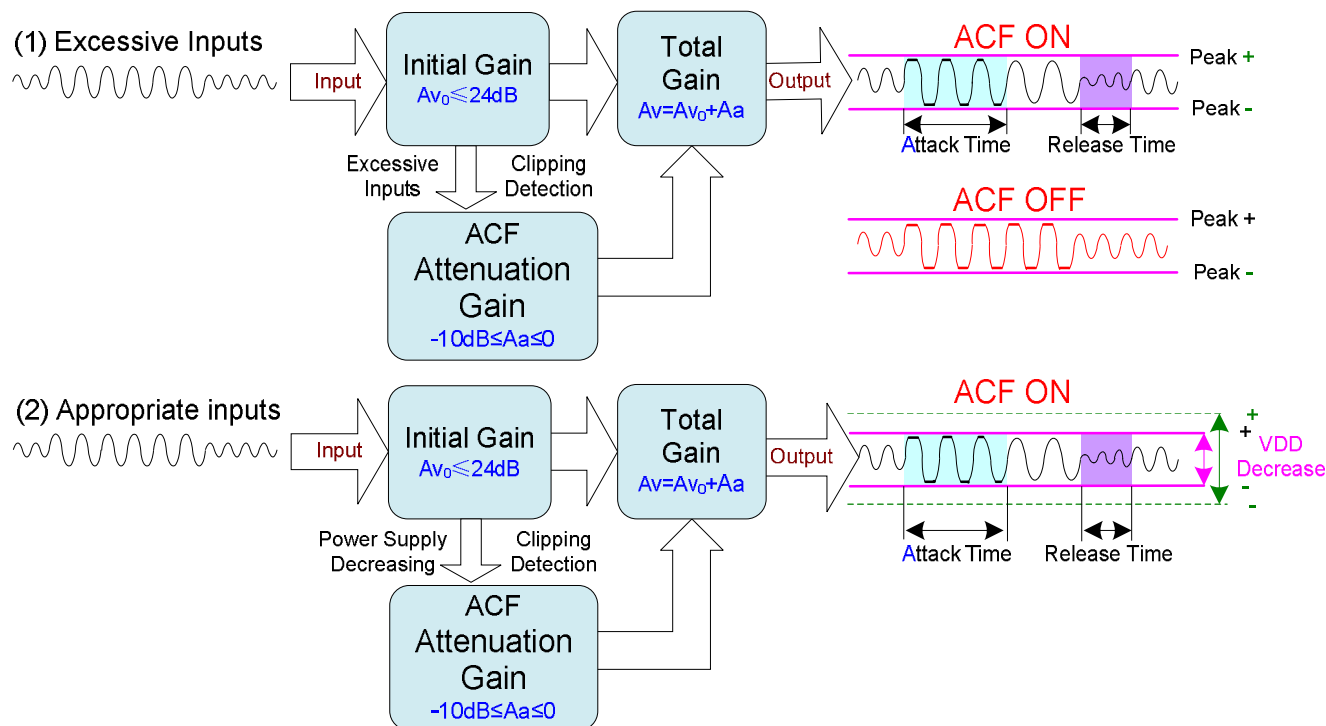 (1) Excessive Inputs
Input
Initial Gain
Av₀≤24dB
Total
Gain
Av=Av₀+Aa
Output
ACF ON
Peak +
Peak -
Attack Time
Release Time
Excessive
Inputs
Clipping
Detection
ACF
Attenuation
Gain
-10dB≤Aa≤0
ACF OFF
Peak +
Peak -
(2) Appropriate inputs
Input
Initial Gain
Av₀≤24dB
Total
Gain
Av=Av₀+Aa
Output
ACF ON
+
+
VDD
Decrease
-
-
Attack Time
Release Time
Power Supply
Decreasing
Clipping
Detection
ACF
Attenuation
Gain
-10dB≤Aa≤0